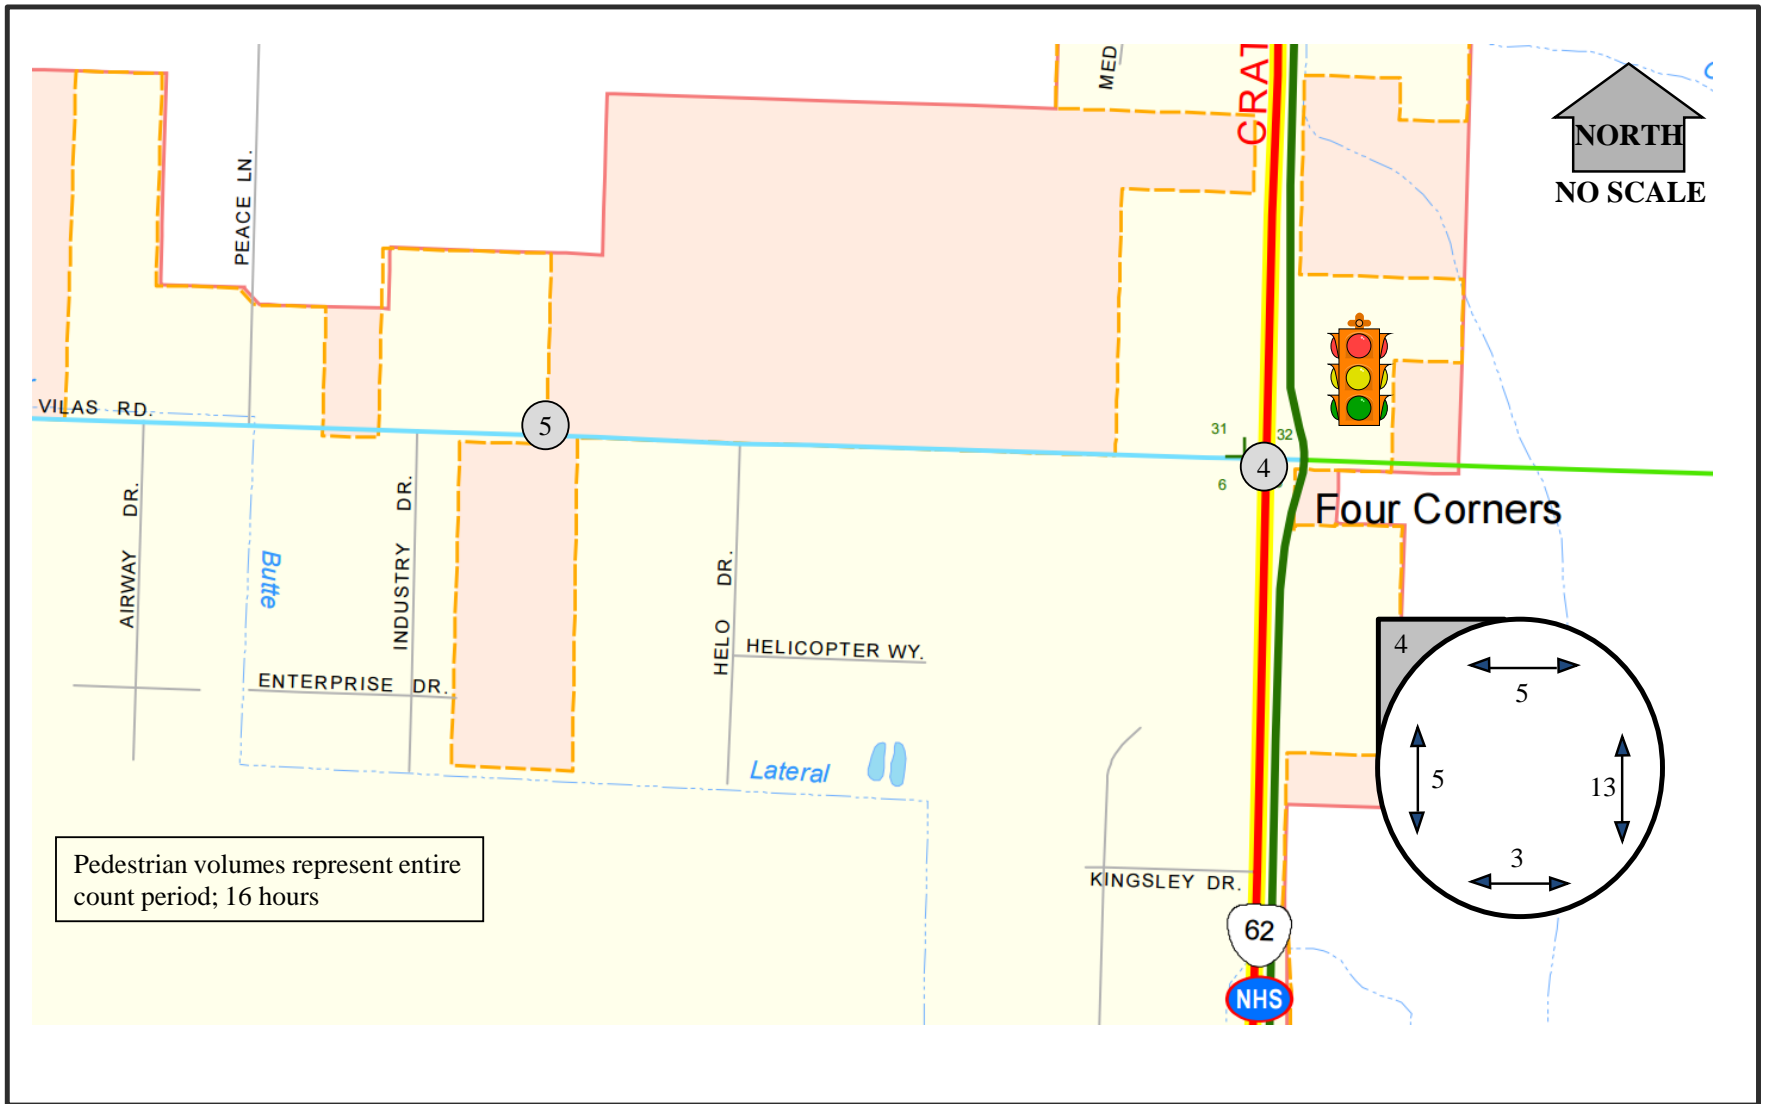 MED
CRAT
NORTH
NO SCALE
PEACE LN.
VILAS RD.
5
31
32
4
6
Four Corners
AIRWAY DR.
Butte
INDUSTRY DR.
HELO DR.
HELICOPTER WY.
ENTERPRISE DR.
Lateral
4
5
5
13
3
Pedestrian volumes represent entire
count period; 16 hours
KINGSLEY DR.
62
NHS